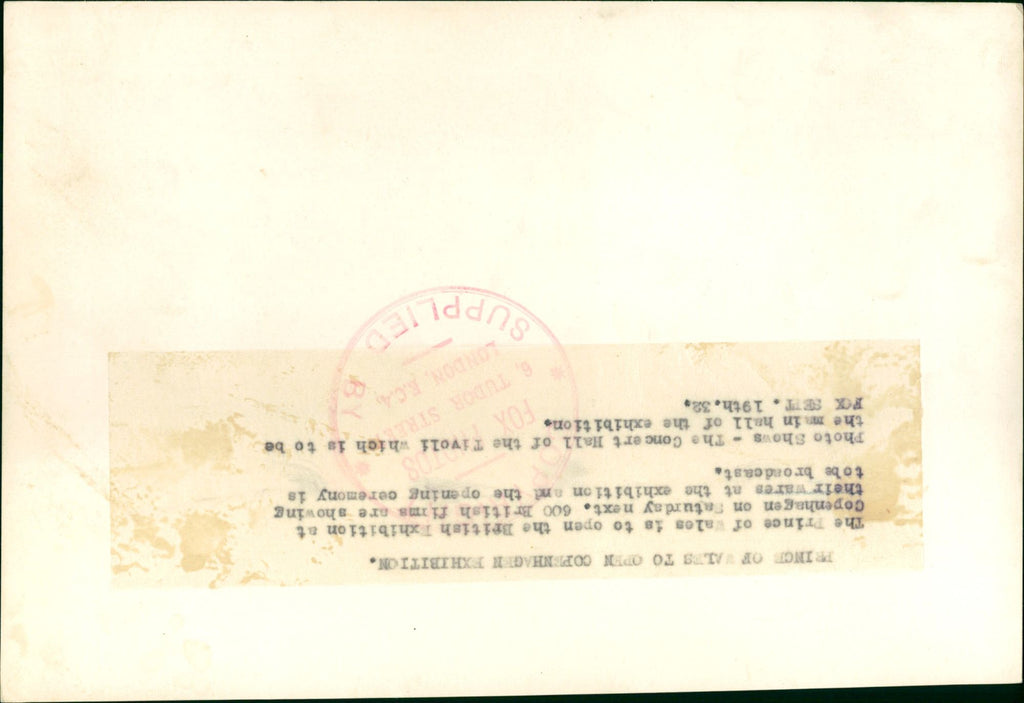 PRINCE OF WALES TO OPEN COPENHAGEN EXHIBITION.
The Prince of Wales is to open the British Exhibition at
Copenhagen on Saturday next. 600 British firms are showing
their wares at the exhibition and the opening ceremony is
tobe broadcast.
Photo Shows - The Concert Hall of the Tivoli which is to be
the main hall of the exhibition.
FOX SEPT. 19th.32.
FOX PHOTOS
6, TUDOR STREET
LONDON, E.C.4.
SUPPLIED BY